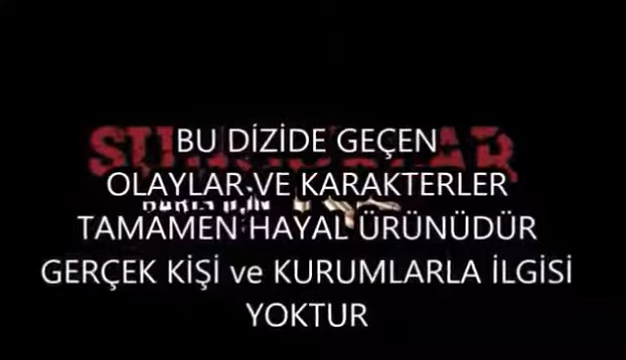 BU DİZİDE GEÇEN
OLAYLAR VE KARAKTERLER
TAMAMEN HAYAL ÜRÜNÜDÜR
GERÇEK KİŞİ ve KURUMLARLA İLGİSİ
YOKTUR